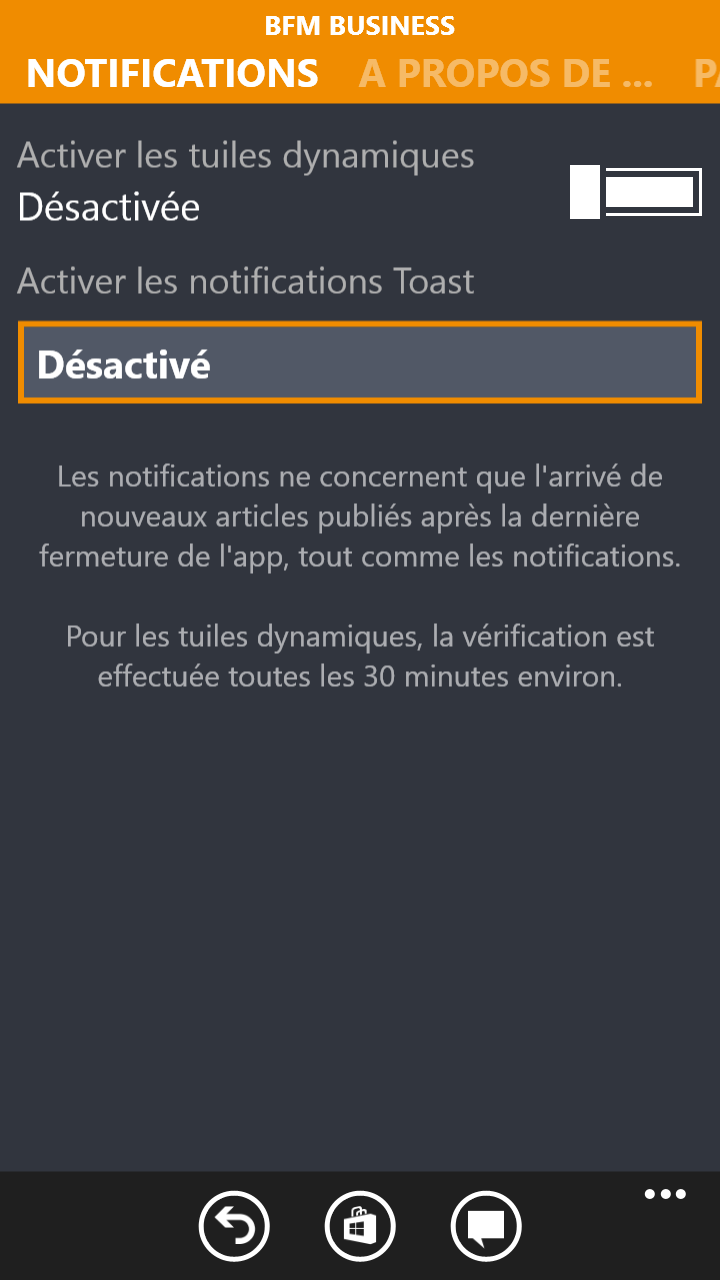 BFM BUSINESS
NOTIFICATIONS A PROPOS DE ...
Activer les tuiles dynamiques
Désactivée
Activer les notifications Toast
Désactivé
Les notifications ne concernent que l'arrivé de
nouveaux articles publiés après la dernière
fermeture de l'app, tout comme les notifications.
Pour les tuiles dynamiques, la vérification est
effectuée toutes les 30 minutes environ.